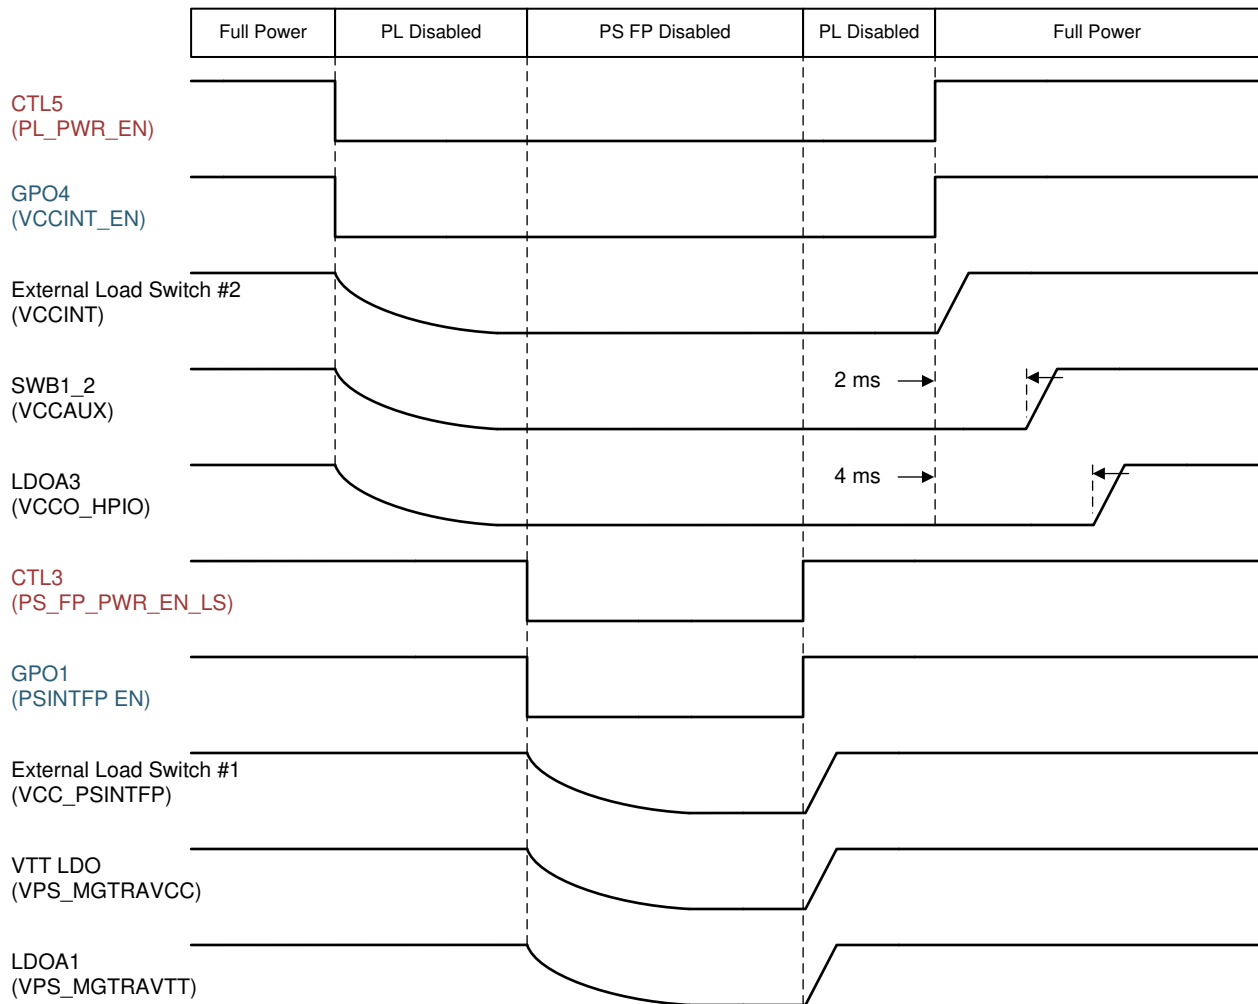 Full Power PL Disabled PS FP Disabled PL Disabled Full Power
CTL5
(PL_PWR_EN)
GPO4
(VCCINT_EN)
External Load Switch #2
(VCCINT)
SWB1_2
(VCCAUX)
2 ms
LDOA3
(VCCO_HPIO)
4 ms
CTL3
(PS_FP_PWR_EN_LS)
GPO1
(PSINTFP EN)
External Load Switch #1
(VCC_PSINTFP)
VTT LDO
(VPS_MGTRAVCC)
LDOA1
(VPS_MGTRAVTT)